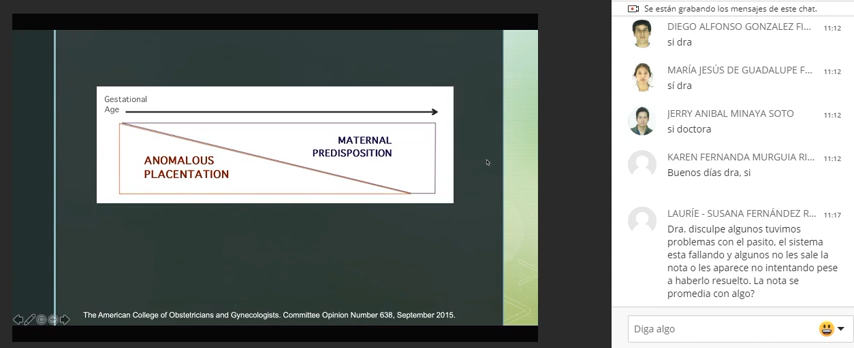 Gestational
Age
ANOMALOUS
PLACENTATION
MATERNAL
PREDISPOSITION
The American College of Obstetricians and Gynecologists. Committee Opinion Number 638, September 2015.
Se están grabando los mensajes de este chat.
DIEGO ALFONSO GONZALEZ FI... 11:12
si dra
MARÍA JESÚS DE GUADALUPE F... 11:12
sí dra
JERRY ANIBAL MINAYA SOTO 11:12
si doctora
KAREN FERNANDA MURGUIA RI... 11:12
Buenos días dra, si
LAURÍE - SUSANA FERNÁNDEZ R... 11:17
Dra. disculpe algunos tuvimos
problemas con el pasito, el sistema
esta fallando y algunos no les sale la
nota o les aparece no intentando pese
a haberlo resuelto. La nota se
promedia con algo?
Diga algo